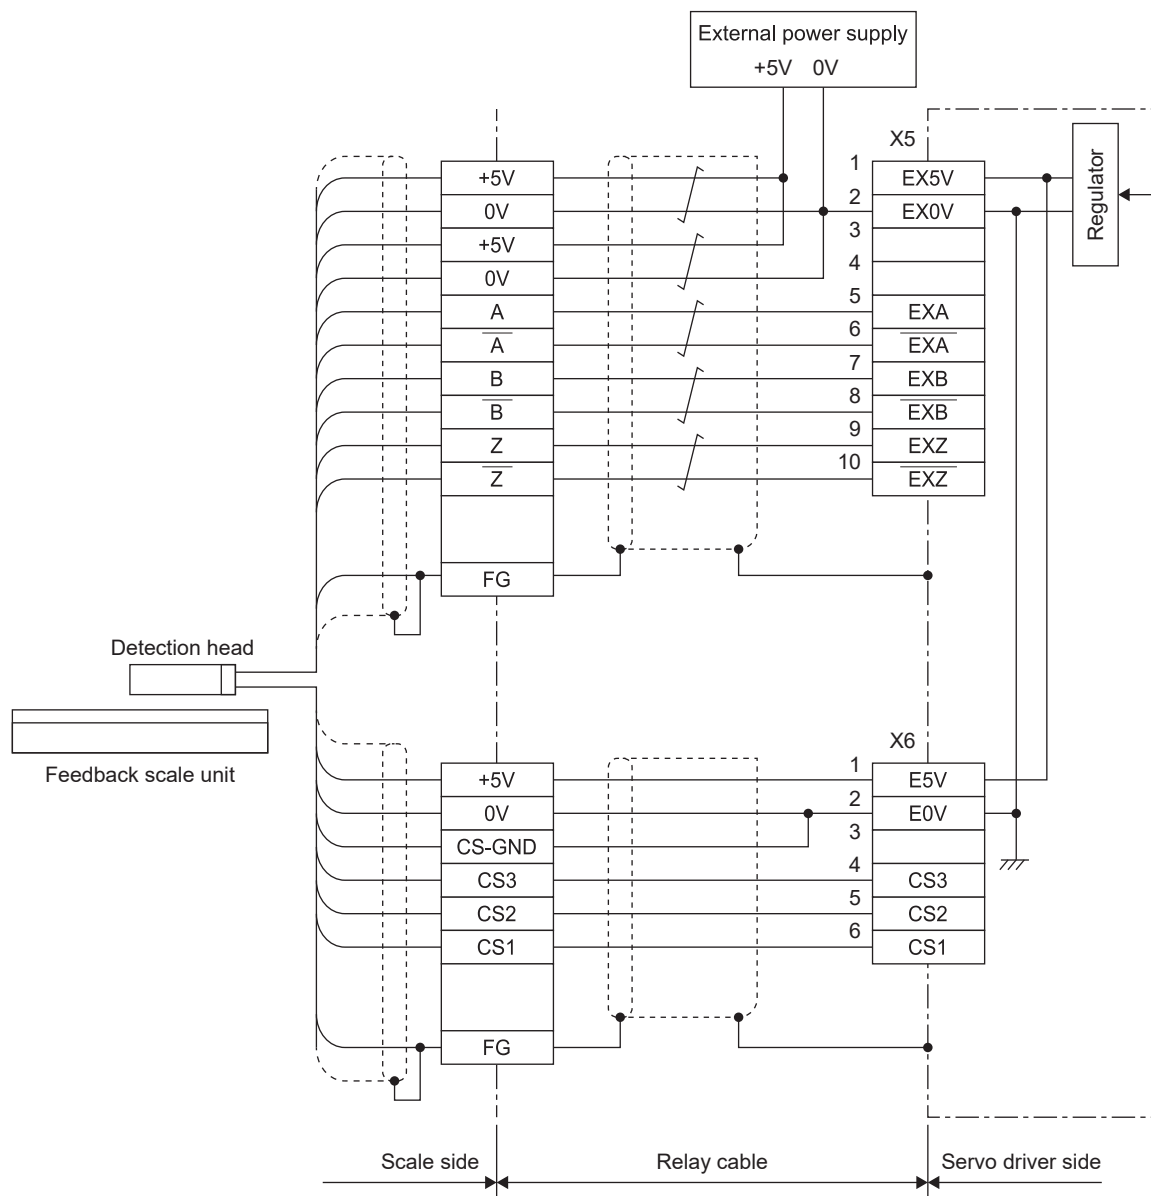 External power supply
+5V 0V
X5
1
+5V
EX5V
2
0V
EX0V
3
+5V
4
0V
5
A
EXA
6
A̅
E̅X̅A̅
7
B
EXB
8
B̅
E̅X̅B̅
9
Z
EXZ
10
Z̅
E̅X̅Z̅
Regulator
FG
Detection head
Feedback scale unit
X6
1
+5V
E5V
2
0V
E0V
3
CS-GND
4
CS3
CS3
5
CS2
CS2
6
CS1
CS1
FG
Scale side
Relay cable
Servo driver side